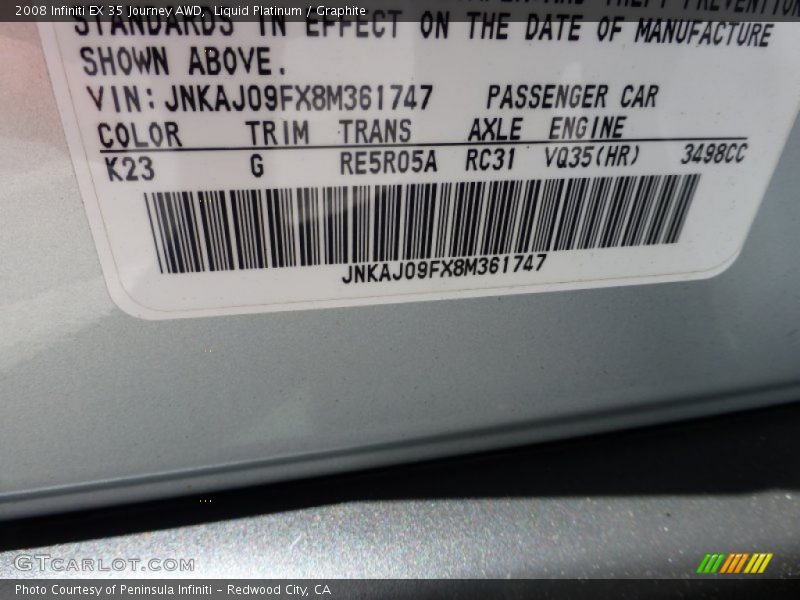 2008 Infiniti EX 35 Journey AWD, Liquid Platinum / Graphite
THEFT PREVENTION
STANDARDS IN EFFECT ON THE DATE OF MANUFACTURE
SHOWN ABOVE.
VIN: JNKAJ09FX8M361747 PASSENGER CAR
COLOR TRIM TRANS AXLE ENGINE
K23 G RE5R05A RC31 VQ35(HR) 3498CC
JNKAJ09FX8M361747
GTCARLOT.COM
Photo Courtesy of Peninsula Infiniti - Redwood City, CA